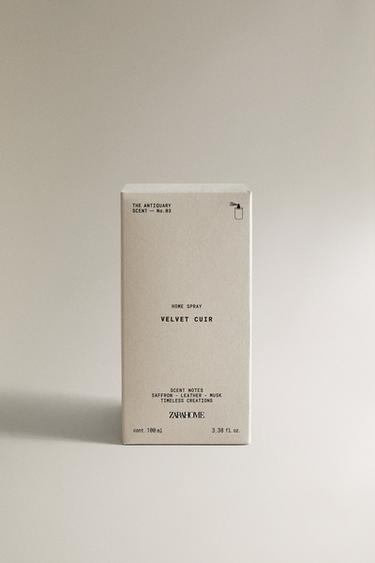 THE ANTIQUARY
SCENT — No.03
HOME SPRAY
VELVET CUIR
SCENT NOTES
SAFFRON - LEATHER - MUSK
TIMELESS CREATIONS
ZARAHOME
cont. 100 ml
3.38 fl. oz.